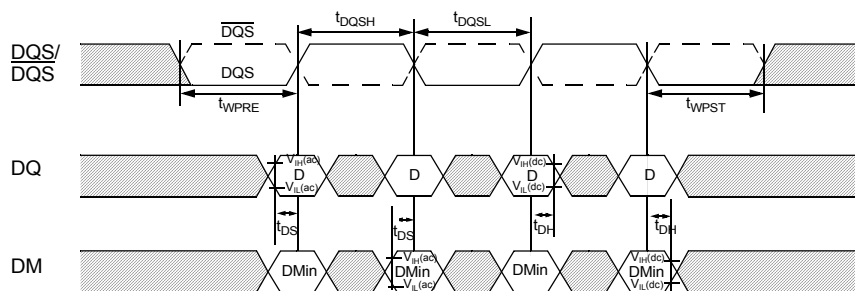 DQS
tDQSH
tDQSL
DQS/
DQS
DQS
tWPRE
tWPST
DQ
VIH(ac)
D
VIL(ac)
D
VIH(dc)
D
VIL(dc)
D
tDS
tDS
tDH
tDH
DM
DMin
VIH(ac)
DMin
VIL(ac)
DMin
VIH(dc)
DMin
VIL(dc)